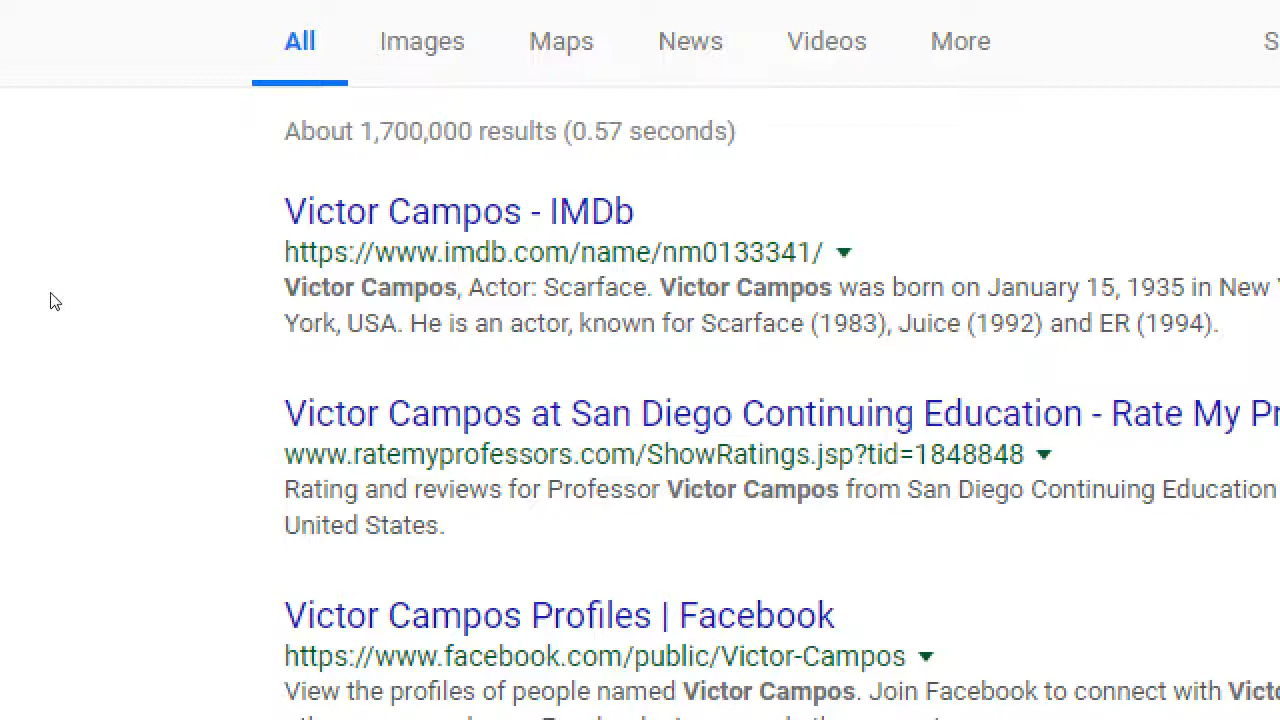 All Images Maps News Videos More
About 1,700,000 results (0.57 seconds)
Victor Campos - IMDb
https://www.imdb.com/name/nm0133341/
Victor Campos, Actor: Scarface. Victor Campos was born on January 15, 1935 in New
York, USA. He is an actor, known for Scarface (1983), Juice (1992) and ER (1994).
Victor Campos at San Diego Continuing Education - Rate My
www.ratemyprofessors.com/ShowRatings.jsp?tid=1848848
Rating and reviews for Professor Victor Campos from San Diego Continuing Education
United States.
Victor Campos Profiles | Facebook
https://www.facebook.com/public/Victor-Campos
View the profiles of people named Victor Campos. Join Facebook to connect with